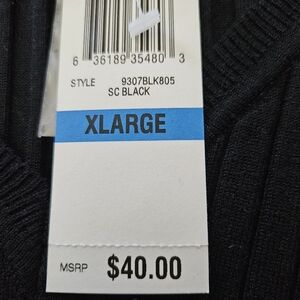 6 36189 35480 3
STYLE 9307BLK805
SC BLACK
XLARGE
MSRP $40.00